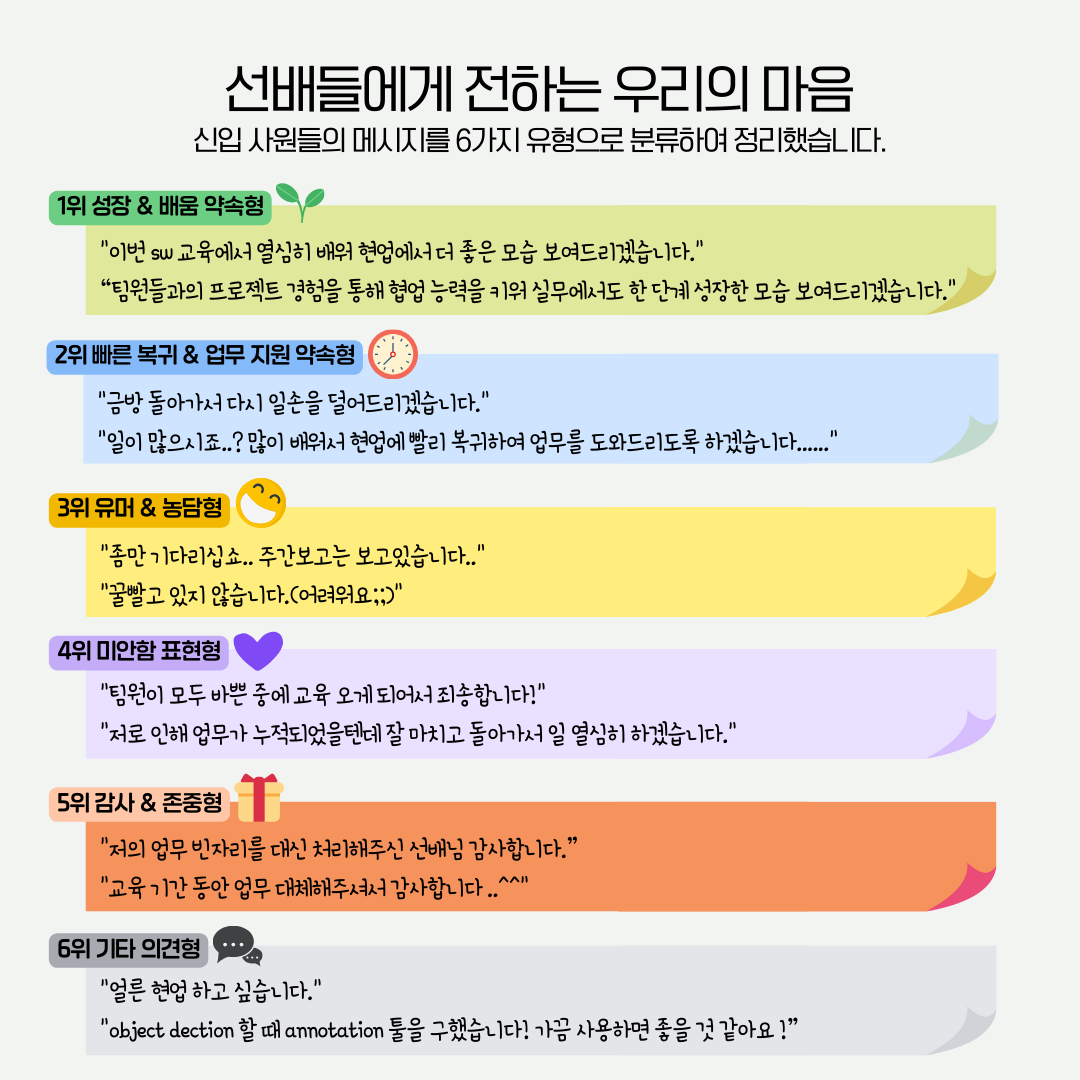 선배들에게 전하는 우리의 마음
신입 사원들의 메시지를 6가지 유형으로 분류하여 정리했습니다.
1위 성장 & 배움 약속형
"이번 sw 교육에서 열심히 배워 현업에서 더 좋은 모습 보여드리겠습니다."
“팀원들과의 프로젝트 경험을 통해 협업 능력을 키워 실무에서도 한 단계 성장한 모습 보여드리겠습니다."
2위 빠른 복귀 & 업무 지원 약속형
"금방 돌아가서 다시 일손을 덜어드리겠습니다."
"일이 많으시죠..? 많이 배워서 현업에 빨리 복귀하여 업무를 도와드리도록 하겠습니다......"
3위 유머 & 농담형
"좀만 기다리십쇼.. 주간보고는 보고있습니다.."
"꿀빨고 있지 않습니다.(어려워요;;)"
4위 미안함 표현형
"팀원이 모두 바쁜 중에 교육 오게 되어서 죄송합니다!"
"저로 인해 업무가 누적되었을텐데 잘 마치고 돌아가서 일 열심히 하겠습니다."
5위 감사 & 존중형
"저의 업무 빈자리를 대신 처리해주신 선배님 감사합니다.”
"교육 기간 동안 업무 대체해주셔서 감사합니다 ..^^"
6위 기타 의견형
"얼른 현업 하고 싶습니다."
"object dection 할 때 annotation 툴을 구했습니다! 가끔 사용하면 좋을 것 같아요 !”